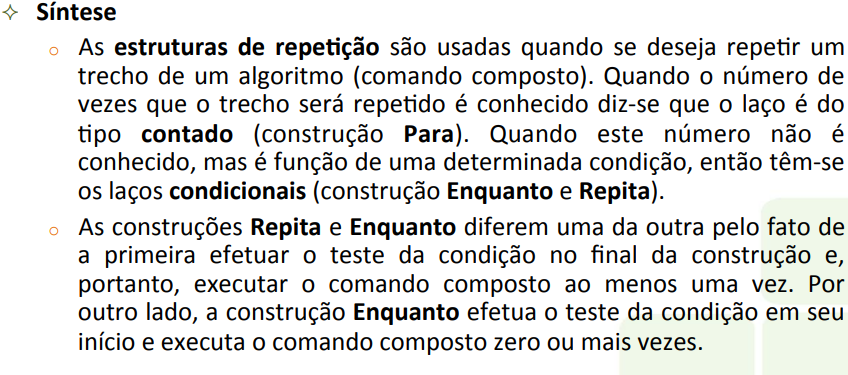 Síntese
As estruturas de repetição são usadas quando se deseja repetir um
trecho de um algoritmo (comando composto). Quando o número de
vezes que o trecho será repetido é conhecido diz-se que o laço é do
tipo contado (construção Para). Quando este número não é
conhecido, mas é função de uma determinada condição, então têm-se
os laços condicionais (construção Enquanto e Repita).
As construções Repita e Enquanto diferem uma da outra pelo fato de
a primeira efetuar o teste da condição no final da construção e,
portanto, executar o comando composto ao menos uma vez. Por
outro lado, a construção Enquanto efetua o teste da condição em seu
início e executa o comando composto zero ou mais vezes.